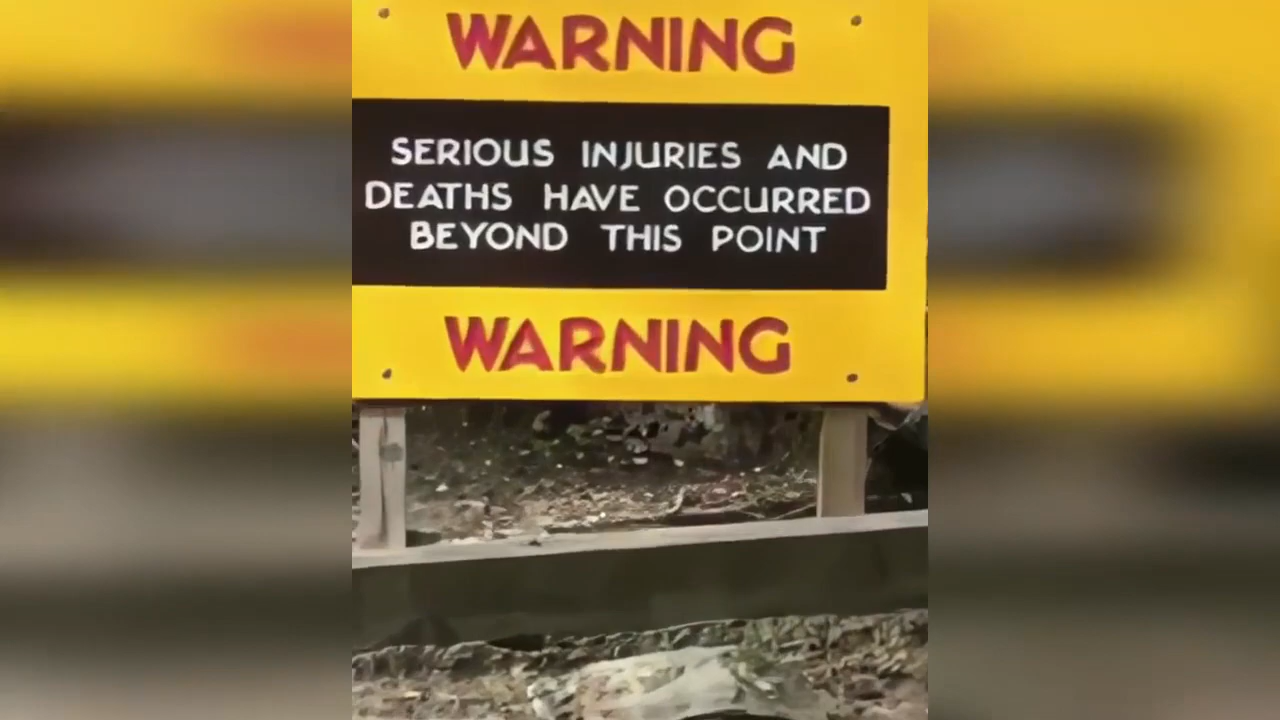 WARNING
SERIOUS INJURIES AND
DEATHS HAVE OCCURRED
BEYOND THIS POINT
WARNING